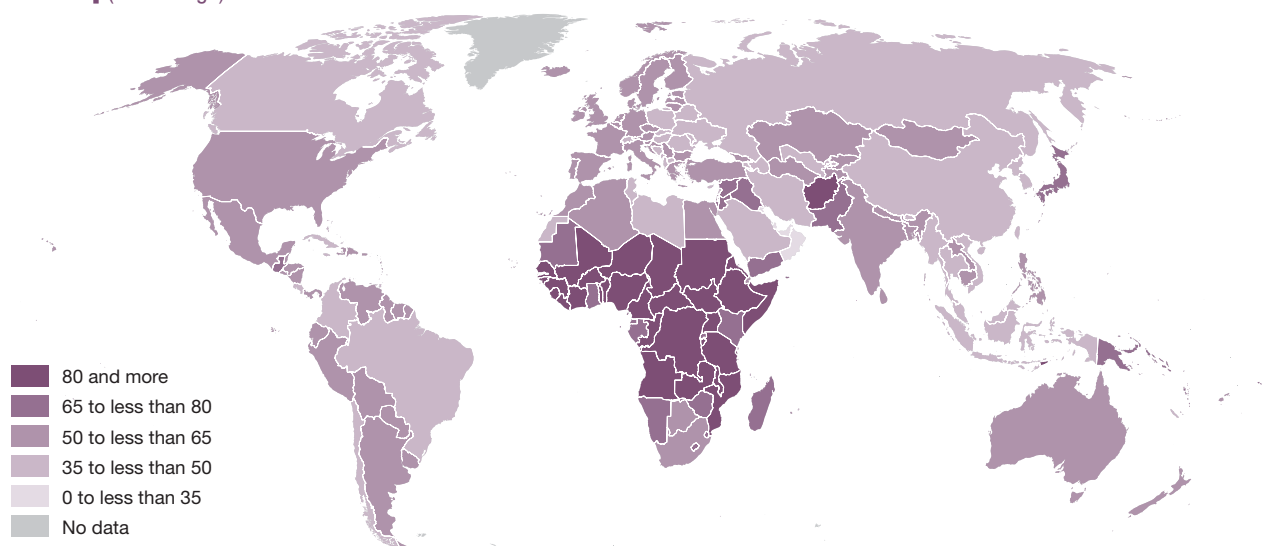 80 and more
65 to less than 80
50 to less than 65
35 to less than 50
0 to less than 35
No data